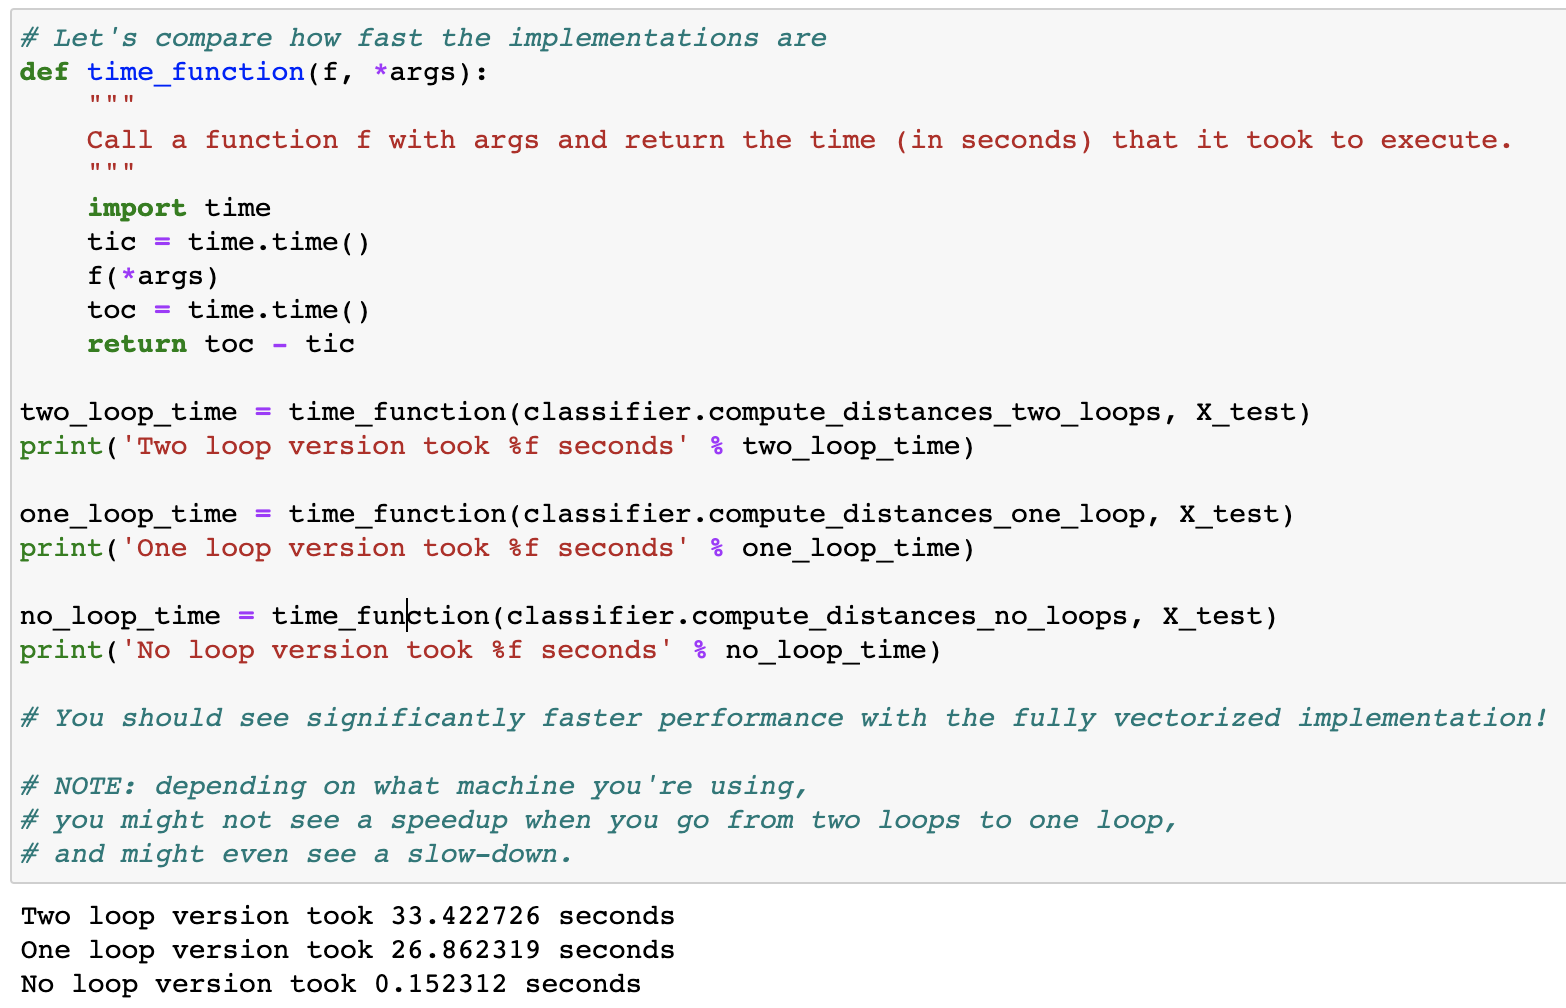 # Let's compare how fast the implementations are
def time_function(f, *args):
    """
    Call a function f with args and return the time (in seconds) that it took to execute.
    """
    import time
    tic = time.time()
    f(*args)
    toc = time.time()
    return toc - tic

two_loop_time = time_function(classifier.compute_distances_two_loops, X_test)
print('Two loop version took %f seconds' % two_loop_time)

one_loop_time = time_function(classifier.compute_distances_one_loop, X_test)
print('One loop version took %f seconds' % one_loop_time)

no_loop_time = time_function(classifier.compute_distances_no_loops, X_test)
print('No loop version took %f seconds' % no_loop_time)

# You should see significantly faster performance with the fully vectorized implementation!

# NOTE: depending on what machine you're using,
# you might not see a speedup when you go from two loops to one loop,
# and might even see a slow-down.
Two loop version took 33.422726 seconds
One loop version took 26.862319 seconds
No loop version took 0.152312 seconds